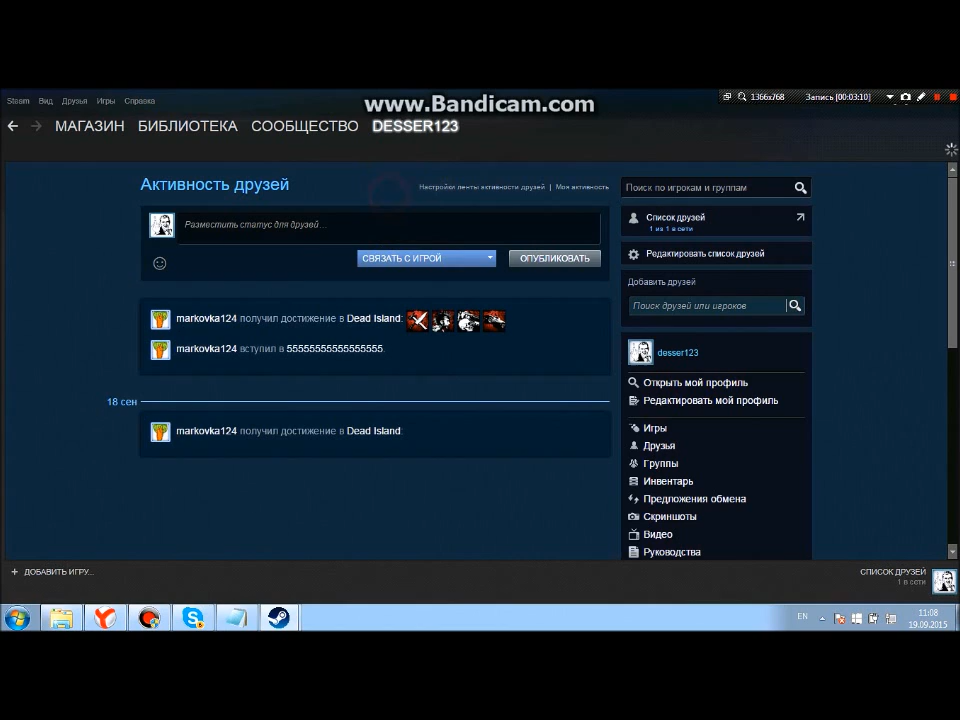 www.Bandicam.com
1366x768 Запись [00:03:10]
Steam Вид Друзья Игры Справка
МАГАЗИН БИБЛИОТЕКА СООБЩЕСТВО DESSER123
Активность друзей
Настройки ленты активности друзей | Моя активность
Разместить статус для друзей...
СВЯЗАТЬ С ИГРОЙ
ОПУБЛИКОВАТЬ
markovka124 получил достижение в Dead Island:
markovka124 вступил в 55555555555555555.
18 сен
markovka124 получил достижение в Dead Island:
Поиск по игрокам и группам
Список друзей
1 из 1 в сети
Редактировать список друзей
Добавить друзей
Поиск друзей или игроков
desser123
Открыть мой профиль
Редактировать мой профиль
Игры
Друзья
Группы
Инвентарь
Предложения обмена
Скриншоты
Видео
Руководства
+ ДОБАВИТЬ ИГРУ...
СПИСОК ДРУЗЕЙ
1 в сети
EN
11:08
19.09.2015